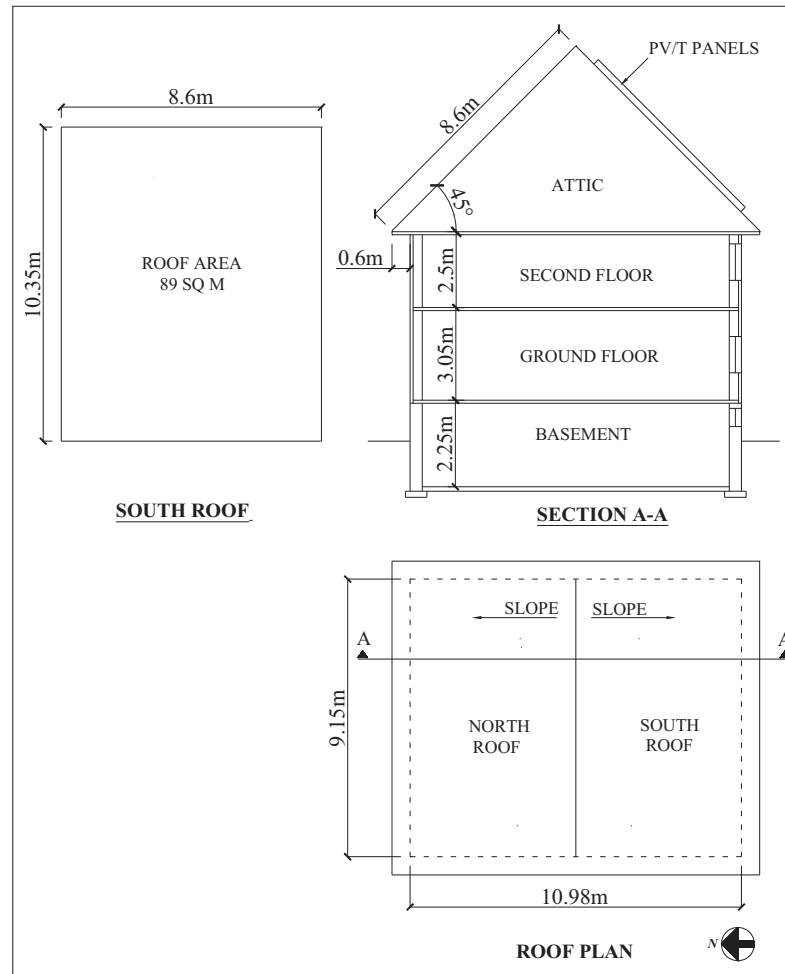 8.6m
10.35m
ROOF AREA
89 SQ M
SOUTH ROOF
PV/T PANELS
8.6m
45°
ATTIC
0.6m
2.5m
SECOND FLOOR
3.05m
GROUND FLOOR
2.25m
BASEMENT
SECTION A-A
SLOPE
SLOPE
A
A
9.15m
NORTH
ROOF
SOUTH
ROOF
10.98m
ROOF PLAN
N